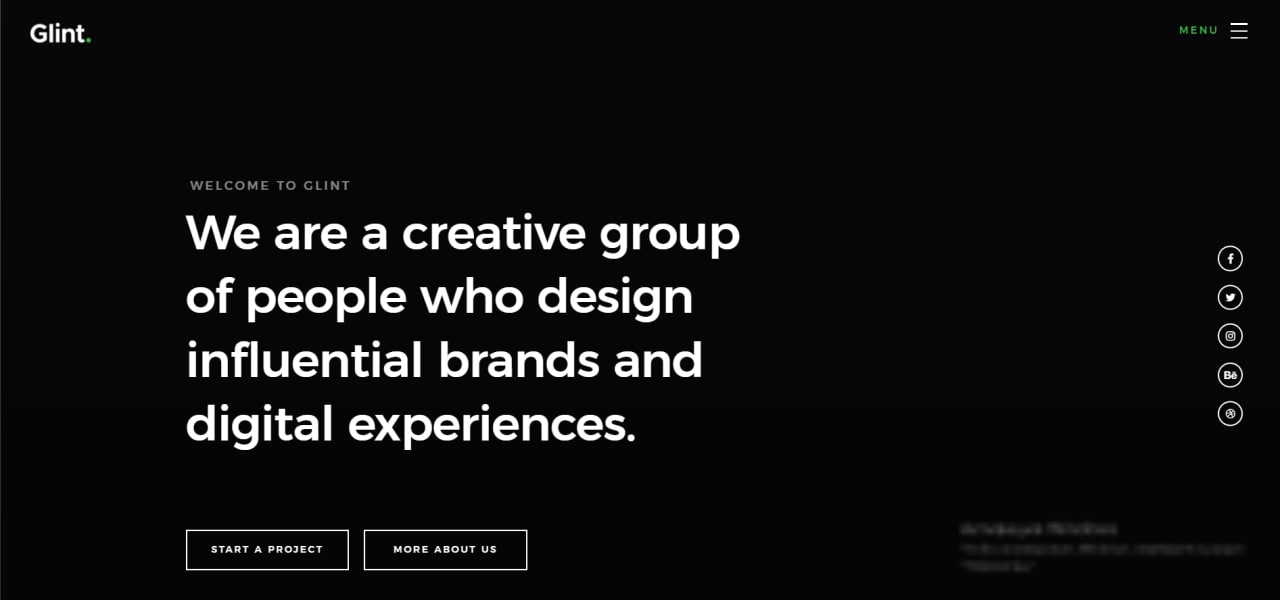 Glint.
MENU
WELCOME TO GLINT
We are a creative group
of people who design
influential brands and
digital experiences.
Bē
START A PROJECT
MORE ABOUT US